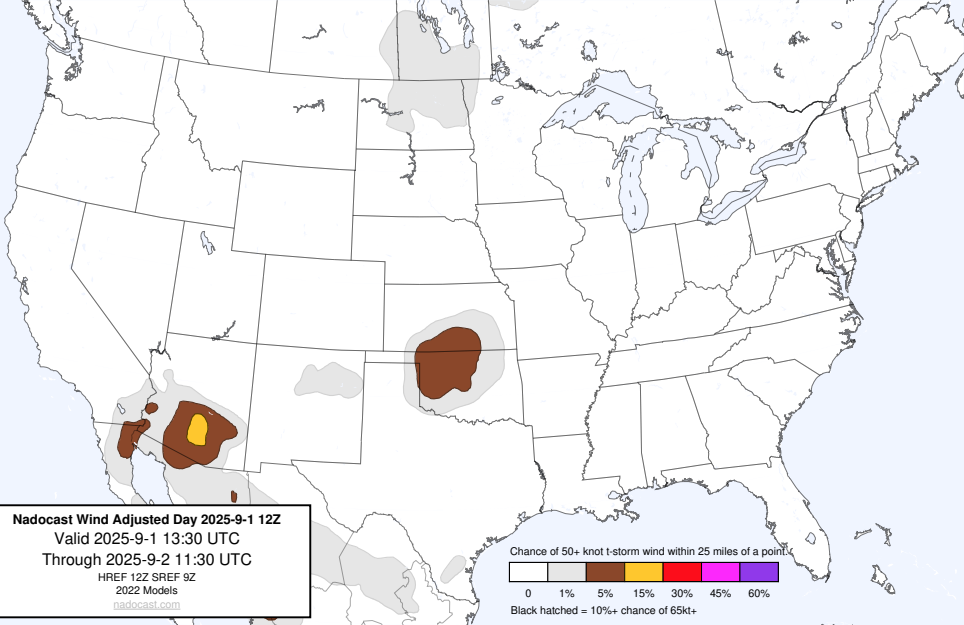 Nadocast Wind Adjusted Day 2025-9-1 12Z
Valid 2025-9-1 13:30 UTC
Through 2025-9-2 11:30 UTC
HREF 12Z SREF 9Z
2022 Models
nadocast.com
Chance of 50+ knot t-storm wind within 25 miles of a point.
0 1% 5% 15% 30% 45% 60%
Black hatched = 10%+ chance of 65kt+